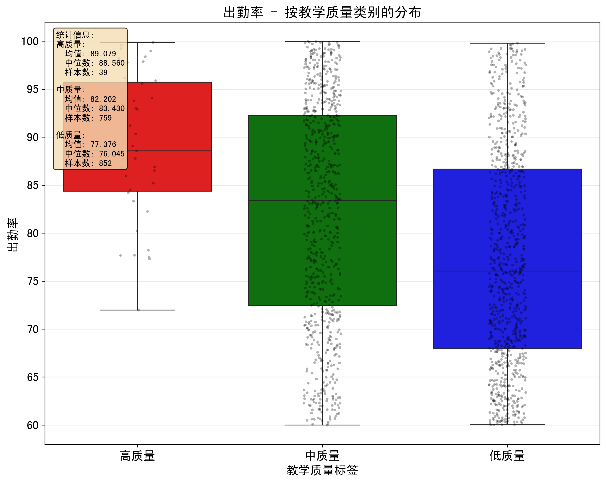 出勤率 - 按教学质量类别的分布
统计信息:
高质量:
均值: 89.079
中位数: 88.560
样本数: 39
中质量:
均值: 82.202
中位数: 83.430
样本数: 759
低质量:
均值: 77.376
中位数: 76.045
样本数: 852
100
95
90
85
80
75
70
65
60
出勤率
高质量
中质量
低质量
教学质量标签